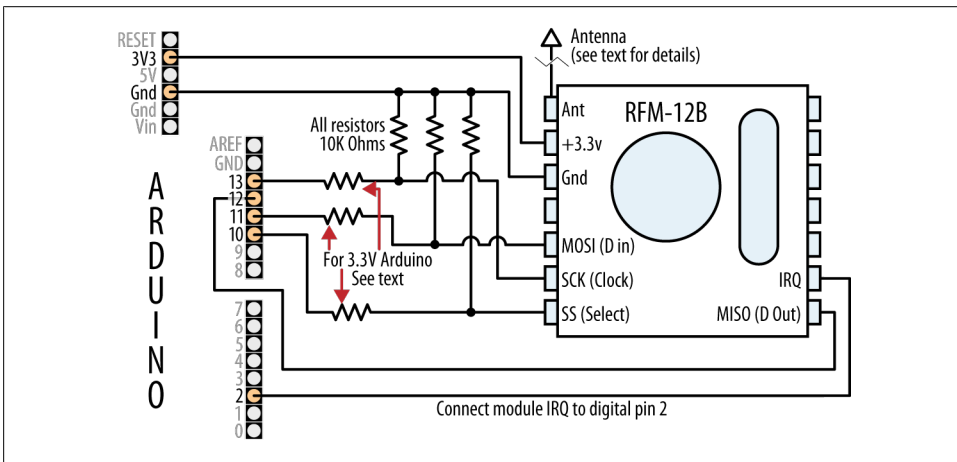 RESET
3V3
5V
Gnd
Gnd
Vin
AREF
GND
13
12
11
10
9
8
7
6
5
4
3
2
1
0
ARDUINO
All resistors
10K Ohms
For 3.3V Arduino
See text
Antenna
(see text for details)
RFM-12B
Ant
+3.3v
Gnd
MOSI (D in)
SCK (Clock)
SS (Select)
IRQ
MISO (D Out)
Connect module IRQ to digital pin 2